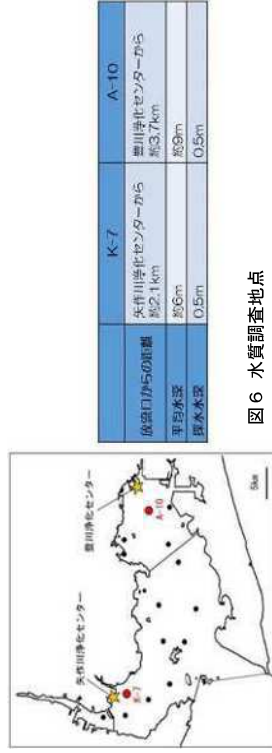 矢作川浄化センター
豊川浄化センター
K-7
A-10
5km
K-7
A-10
放流口からの距離
矢作川浄化センターから
約2.1km
豊川浄化センターから
約3.7km
平均水深
約6m
約9m
採水水深
0.5m
0.5m
図6 水質調査地点